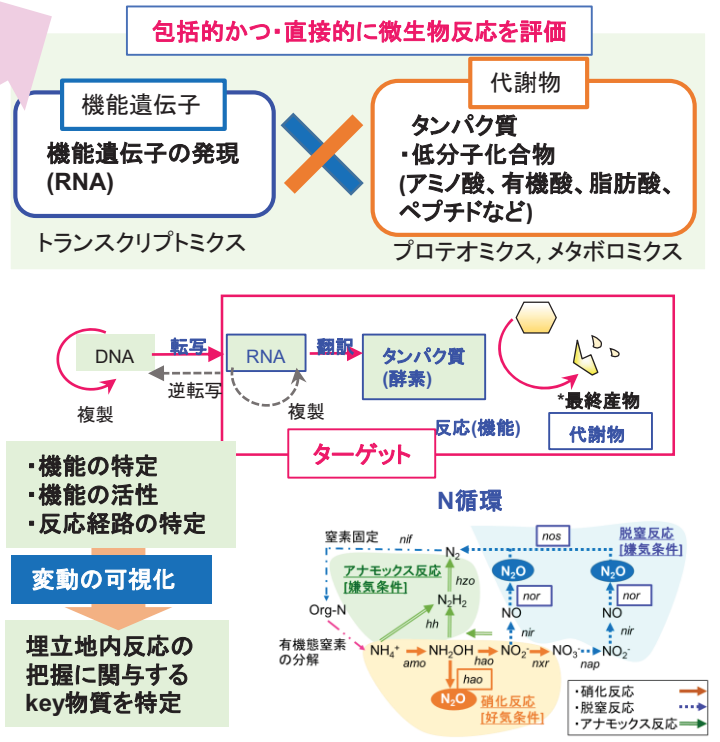 包括的かつ・直接的に微生物反応を評価
機能遺伝子
機能遺伝子の発現
(RNA)
トランスクリプトミクス
代謝物
タンパク質
・低分子化合物
(アミノ酸、有機酸、脂肪酸、
ペプチドなど)
プロテオミクス, メタボロミクス
DNA
複製
転写
逆転写
RNA
複製
翻訳
タンパク質
(酵素)
反応(機能)
*最終産物
代謝物
ターゲット
・機能の特定
・機能の活性
・反応経路の特定
変動の可視化
埋立地内反応の
把握に関与する
key物質を特定
N循環
窒素固定
nif
N₂
nos
脱窒反応
[嫌気条件]
アナモックス反応
[嫌気条件]
hzo
N₂O
N₂O
N₂H₂
nor
nor
Org-N
NO
NO
hh
nir
nir
有機態窒素
の分解
NH₄⁺
amo
NH₂OH
hao
NO₂⁻
nxr
NO₃⁻
nap
NO₂⁻
hao
N₂O
硝化反応
[好気条件]
・硝化反応
・脱窒反応
・アナモックス反応